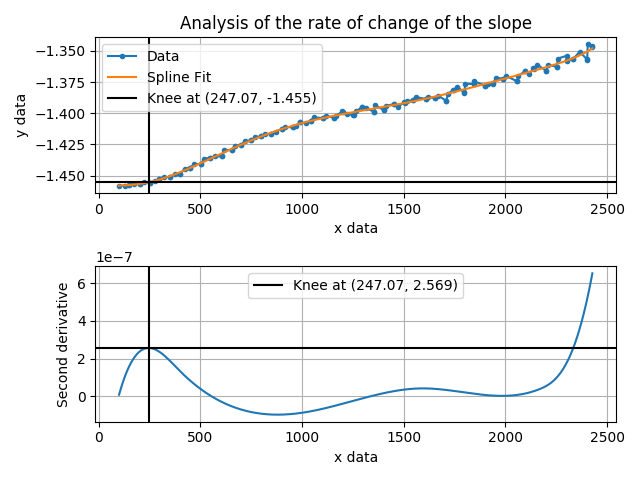 Analysis of the rate of change of the slope
y data
−1.350
−1.375
−1.400
−1.425
−1.450
Data
Spline Fit
Knee at (247.07, -1.455)
0 500 1000 1500 2000 2500
x data
1e−7
Second derivative
6
4
2
0
Knee at (247.07, 2.569)
0 500 1000 1500 2000 2500
x data